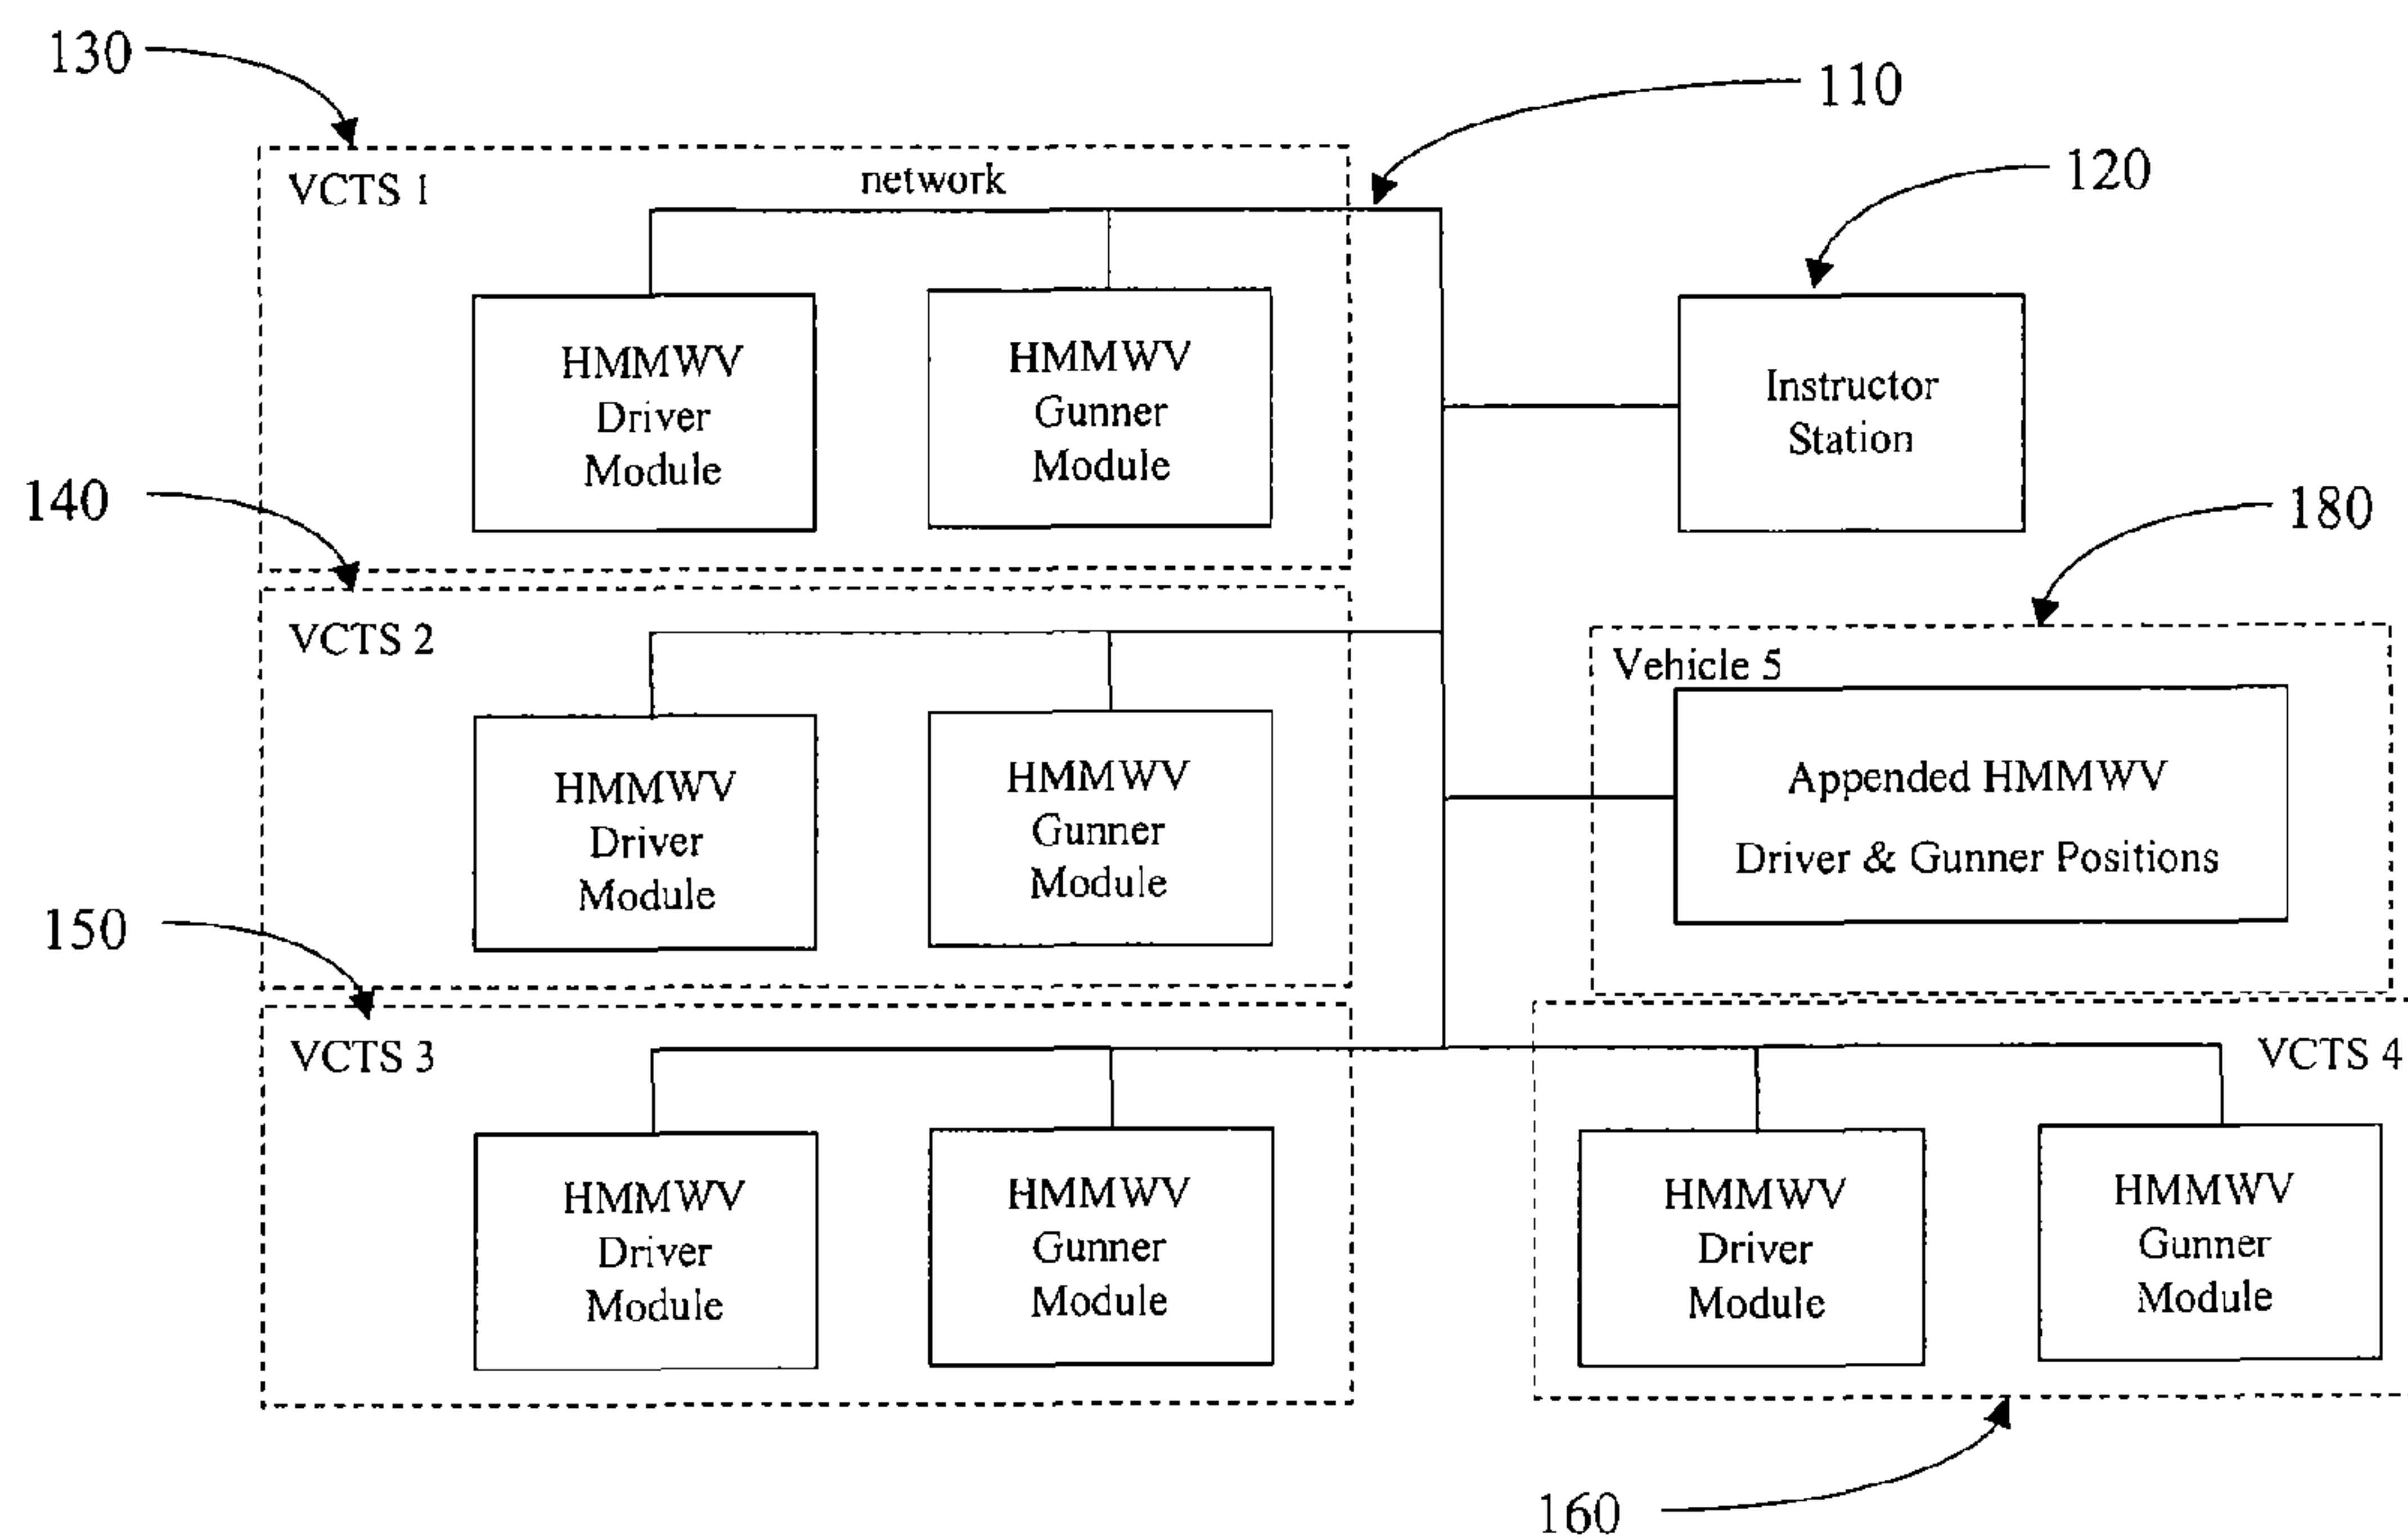 130
110
120
VCTS 1
network
HMMWV
Driver
Module
HMMWV
Gunner
Module
Instructor
Station
140
180
VCTS 2
HMMWV
Driver
Module
HMMWV
Gunner
Module
Vehicle 5
Appended HMMWV
Driver & Gunner Positions
150
VCTS 3
HMMWV
Driver
Module
HMMWV
Gunner
Module
VCTS 4
HMMWV
Driver
Module
HMMWV
Gunner
Module
160